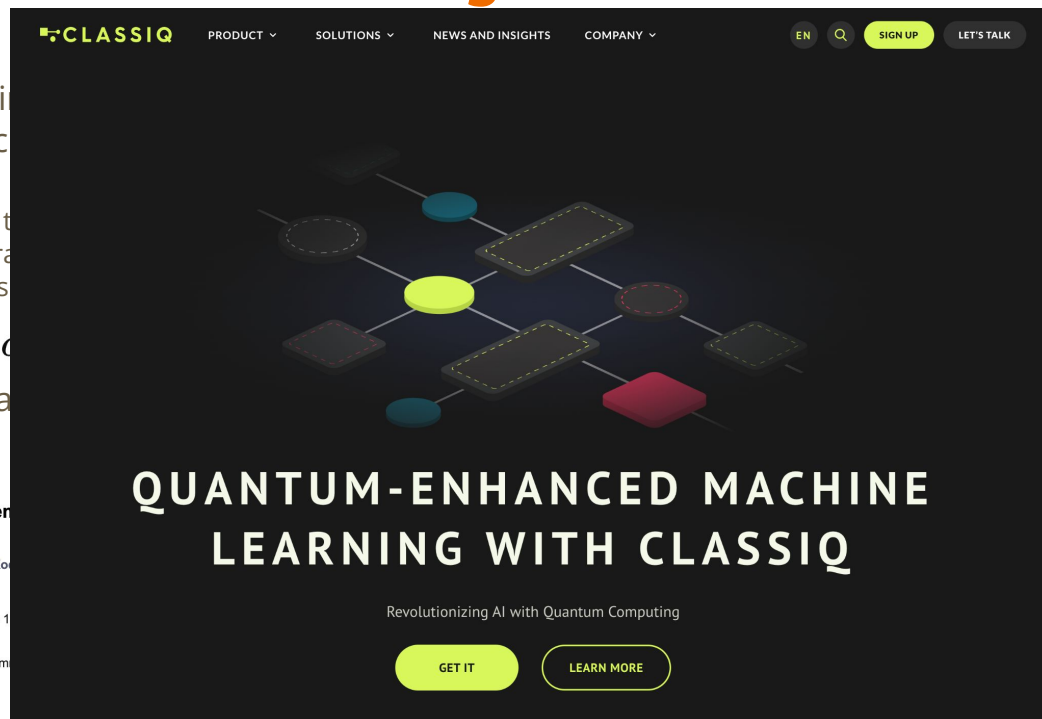 CLASSIQ
PRODUCT
SOLUTIONS
NEWS AND INSIGHTS
COMPANY
EN
SIGN UP
LET'S TALK
QUANTUM-ENHANCED MACHINE
LEARNING WITH CLASSIQ
Revolutionizing AI with Quantum Computing
GET IT
LEARN MORE